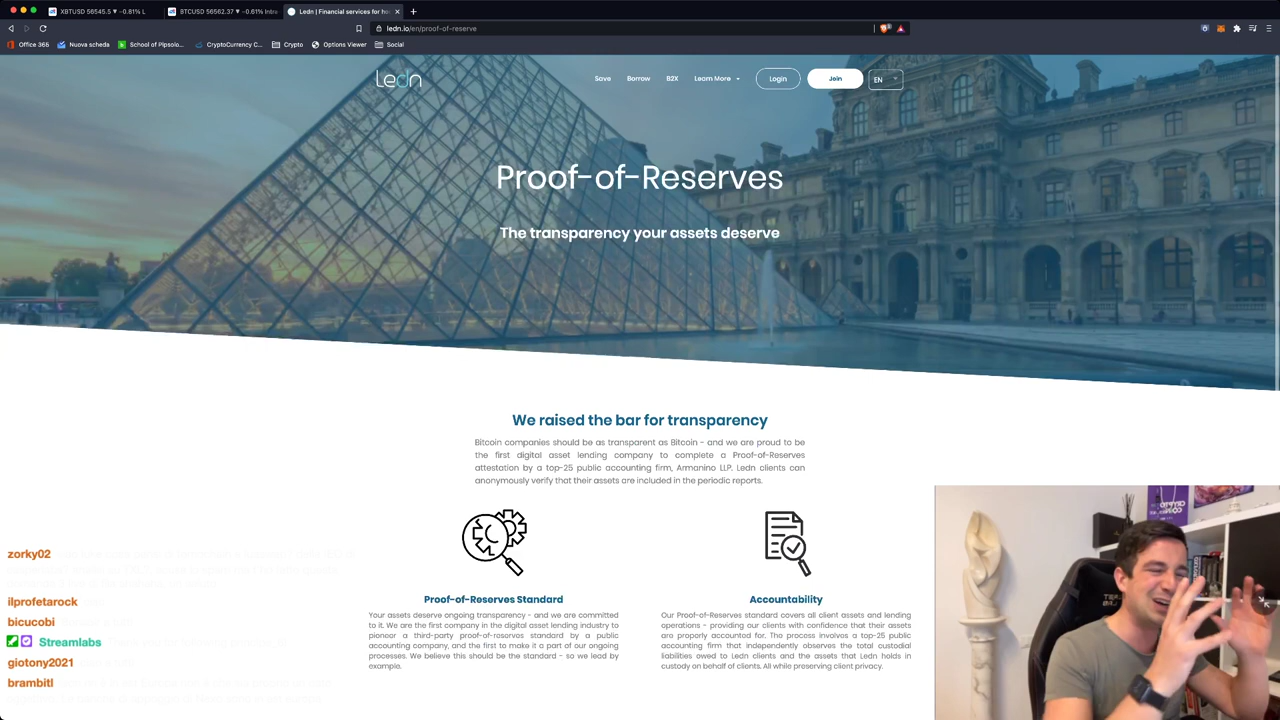 XBTUSD 56545.5 ▼ −0.81% L
BTCUSD 56562.37 ▼ −0.61% Intra
Ledn | Financial services for ho
ledn.io/en/proof-of-reserve
Office 365
Nuova scheda
School of Pipsolo...
CryptoCurrency C...
Crypto
Options Viewer
Social
Ledn
Save
Borrow
B2X
Learn More
Login
Join
EN
Proof-of-Reserves
The transparency your assets deserve
We raised the bar for transparency
Bitcoin companies should be as transparent as Bitcoin - and we are proud to be
the first digital asset lending company to complete a Proof-of-Reserves
attestation by a top-25 public accounting firm, Armanino LLP. Ledn clients can
anonymously verify that their assets are included in the periodic reports.
Proof-of-Reserves Standard
Your assets deserve ongoing transparency - and we are committed
to it. We are the first company in the digital asset lending industry to
pioneer a third-party proof-of-reserves standard by a public
accounting company, and the first to make it a part of our ongoing
processes. We believe this should be the standard - so we lead by
example.
Accountability
Our Proof-of-Reserves standard covers all client assets and lending
operations - providing our clients with confidence that their assets
are properly accounted for. The process involves a top-25 public
accounting firm that independently observes the total custodial
liabilities owed to Ledn clients and the assets that Ledn holds in
custody on behalf of clients. All while preserving client privacy.
zorky02
ilprofetarock
bicucobi
Streamlabs
giotony2021
brambitl